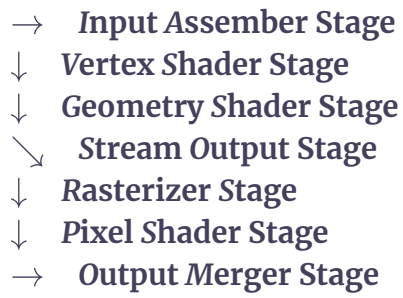 → Input Assember Stage
↓ Vertex Shader Stage
↓ Geometry Shader Stage
↘ Stream Output Stage
↓ Rasterizer Stage
↓ Pixel Shader Stage
→ Output Merger Stage